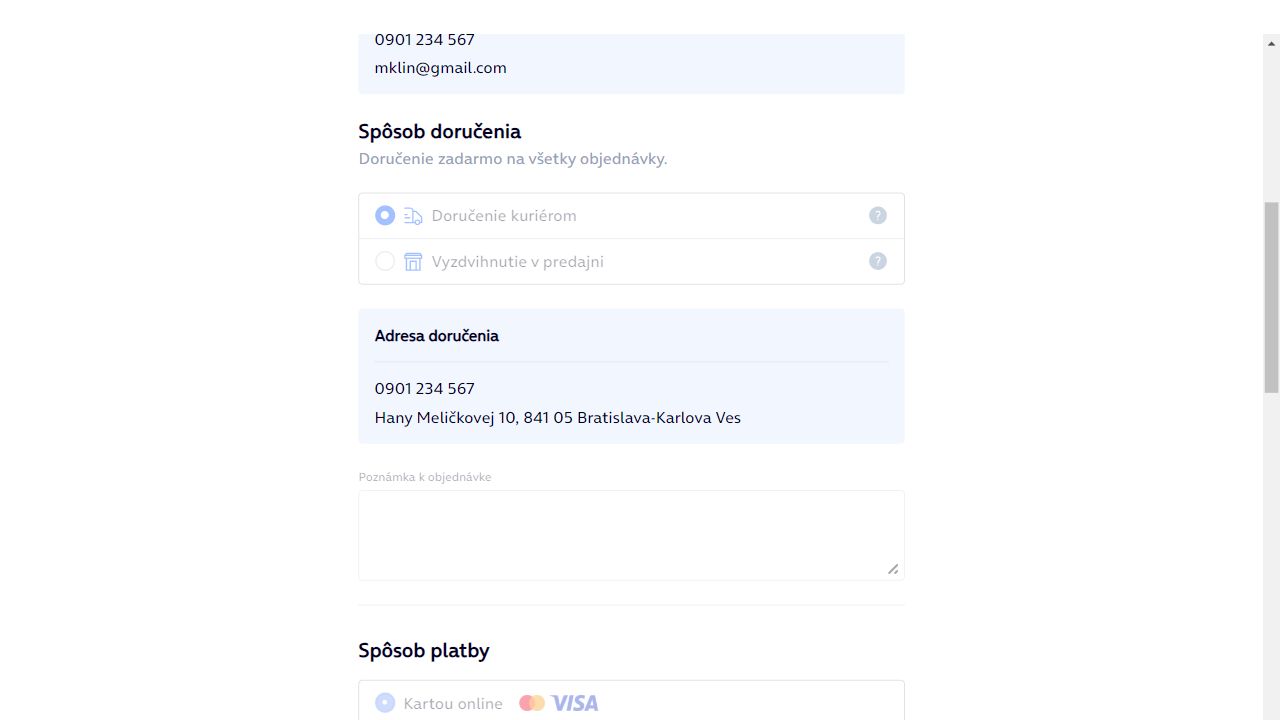 0901 234 567
mklin@gmail.com
Spôsob doručenia
Doručenie zadarmo na všetky objednávky.
Doručenie kuriérom ?
Vyzdvihnutie v predajni ?
Adresa doručenia
0901 234 567
Hany Meličkovej 10, 841 05 Bratislava-Karlova Ves
Poznámka k objednávke
Spôsob platby
Kartou online VISA